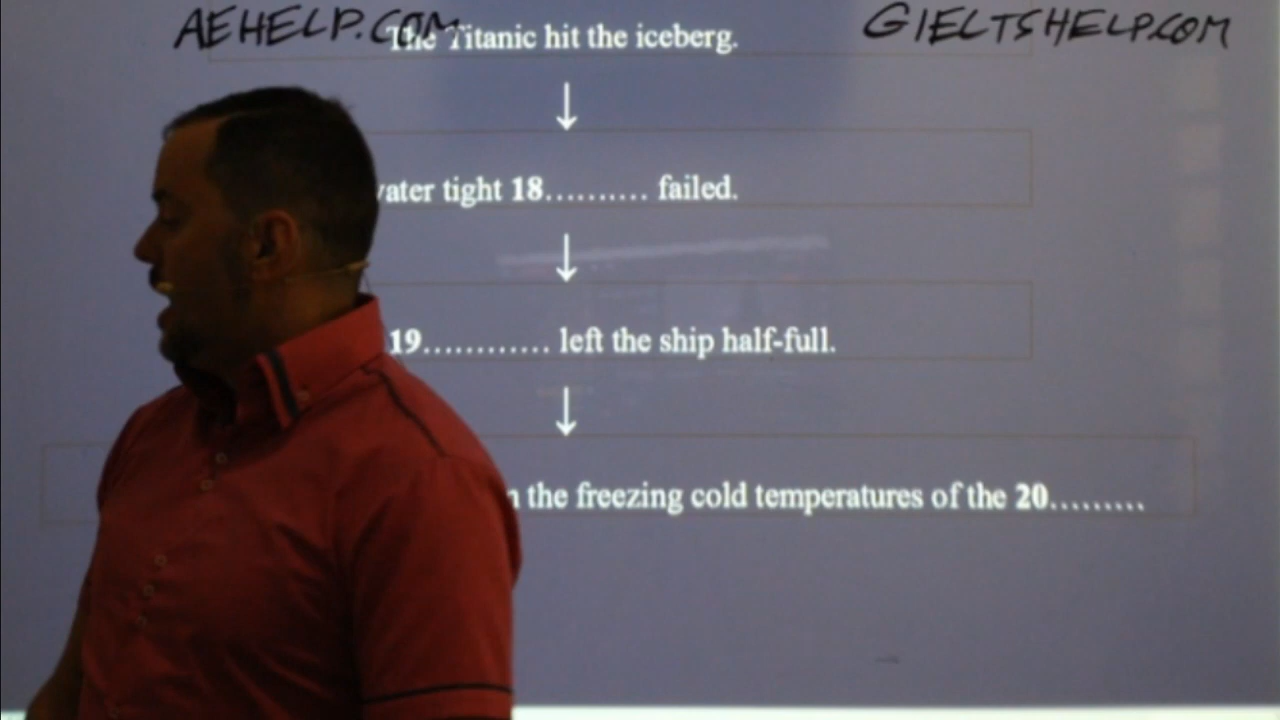 AEHELP.COM GIELTSHELP.COM
The Titanic hit the iceberg.
tight 18.......... failed.
19............ left the ship half-full.
the freezing cold temperatures of the 20.........